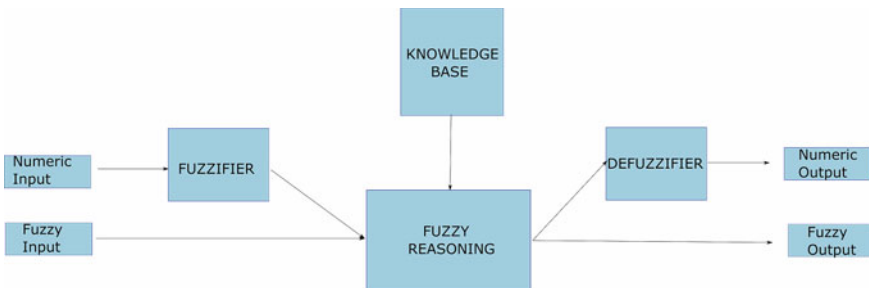 KNOWLEDGE
BASE
Numeric
Input
FUZZIFIER
DEFUZZIFIER
Numeric
Output
Fuzzy
Input
FUZZY
REASONING
Fuzzy
Output